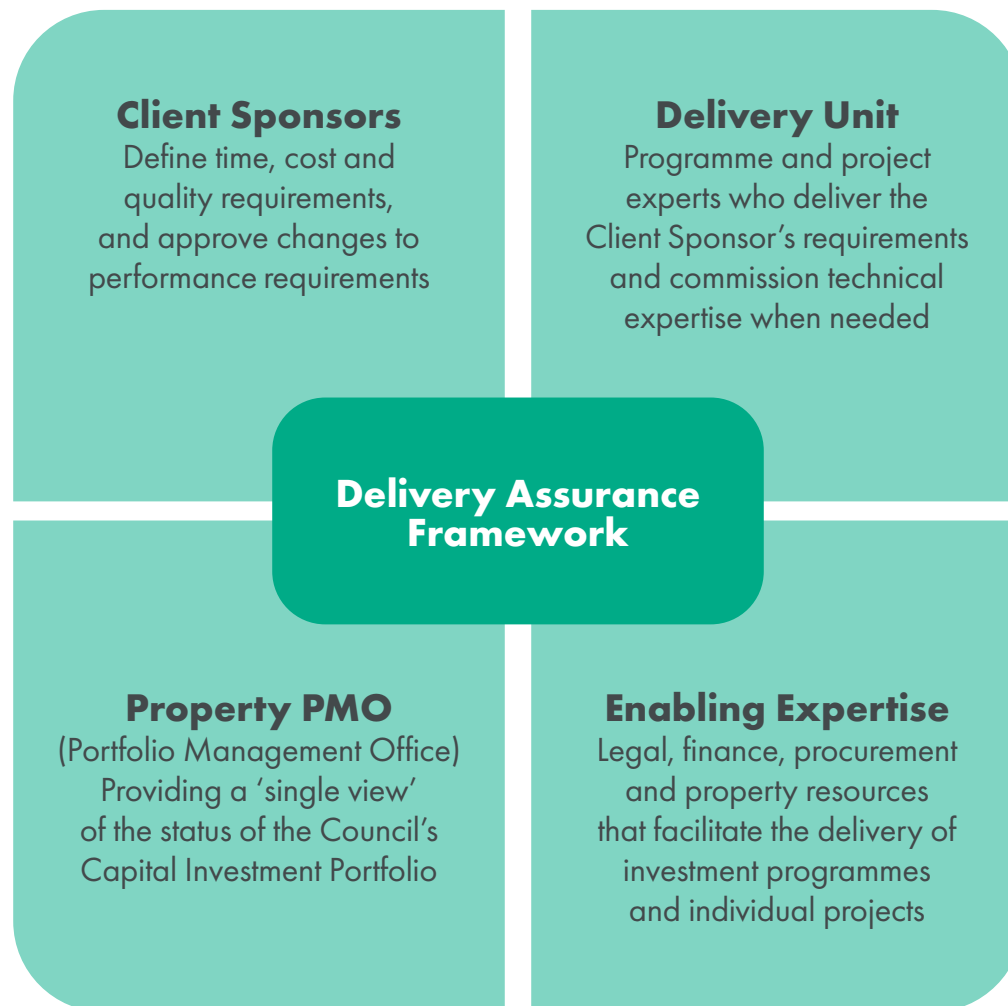 Client Sponsors
Define time, cost and
quality requirements,
and approve changes to
performance requirements
Delivery Unit
Programme and project
experts who deliver the
Client Sponsor’s requirements
and commission technical
expertise when needed
Delivery Assurance
Framework
Property PMO
(Portfolio Management Office)
Providing a ‘single view’
of the status of the Council’s
Capital Investment Portfolio
Enabling Expertise
Legal, finance, procurement
and property resources
that facilitate the delivery of
investment programmes
and individual projects